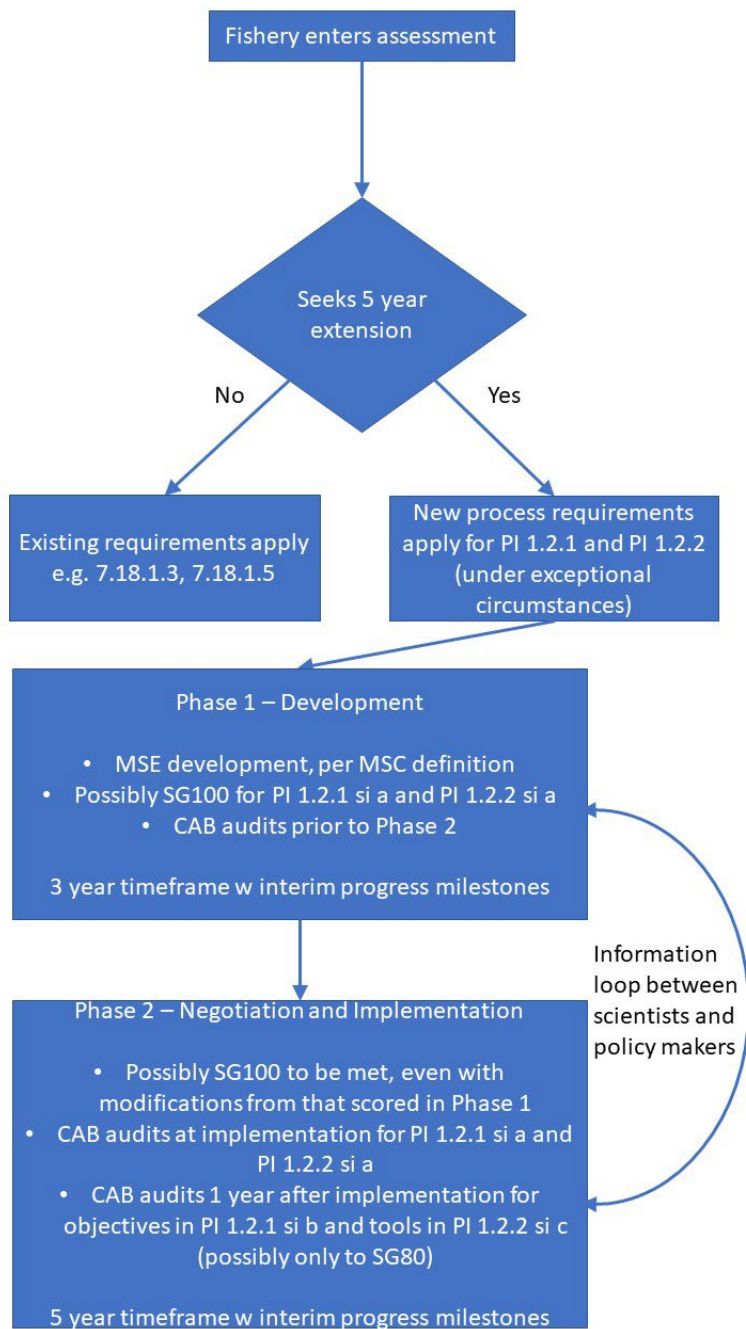 Fishery enters assessment
Seeks 5 year
extension
No
Yes
Existing requirements apply
e.g. 7.18.1.3, 7.18.1.5
New process requirements
apply for PI 1.2.1 and PI 1.2.2
(under exceptional
circumstances)
Phase 1 – Development
• MSE development, per MSC definition
• Possibly SG100 for PI 1.2.1 si a and PI 1.2.2 si a
• CAB audits prior to Phase 2
3 year timeframe w interim progress milestones
Information
loop between
scientists and
policy makers
Phase 2 – Negotiation and Implementation
• Possibly SG100 to be met, even with
modifications from that scored in Phase 1
• CAB audits at implementation for PI 1.2.1 si a and
PI 1.2.2 si a
• CAB audits 1 year after implementation for
objectives in PI 1.2.1 si b and tools in PI 1.2.2 si c
(possibly only to SG80)
5 year timeframe w interim progress milestones